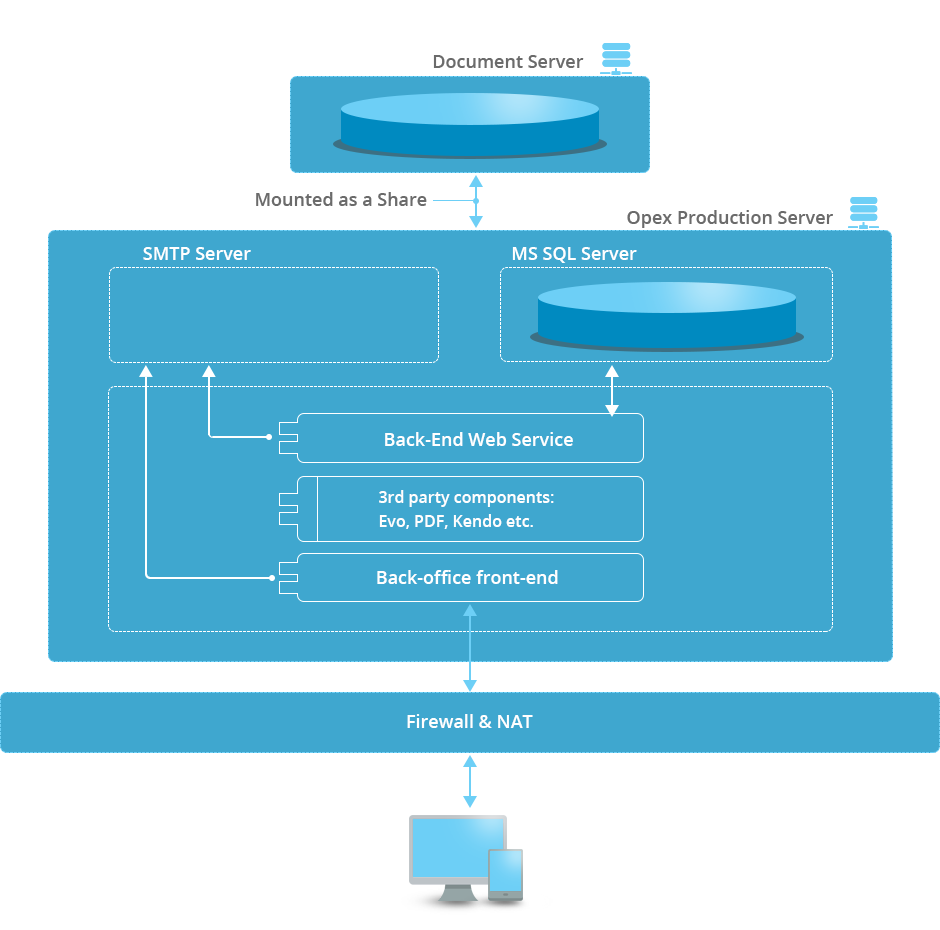 Document Server
Mounted as a Share
Opex Production Server
SMTP Server
MS SQL Server
Back-End Web Service
3rd party components:
Evo, PDF, Kendo etc.
Back-office front-end
Firewall & NAT